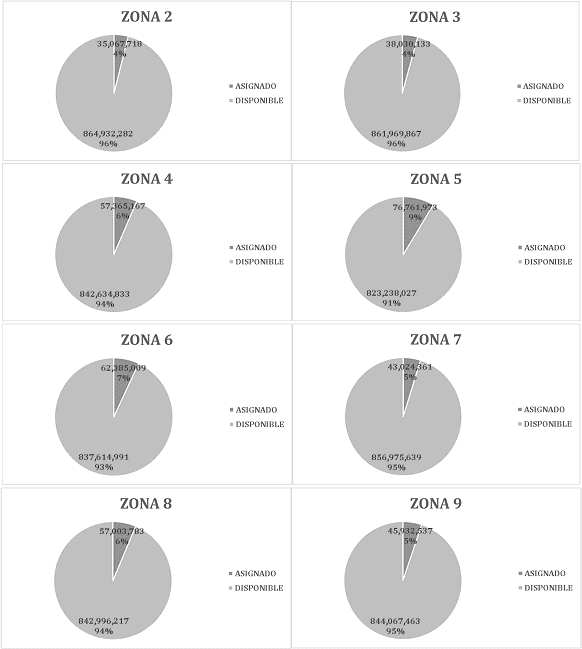 ZONA 2
35,067,718
4%
864,932,282
96%
ASIGNADO
DISPONIBLE
ZONA 3
38,030,133
4%
861,969,867
96%
ASIGNADO
DISPONIBLE
ZONA 4
57,365,167
6%
842,634,833
94%
ASIGNADO
DISPONIBLE
ZONA 5
76,761,973
9%
823,238,027
91%
ASIGNADO
DISPONIBLE
ZONA 6
62,385,009
7%
837,614,991
93%
ASIGNADO
DISPONIBLE
ZONA 7
43,024,361
5%
856,975,639
95%
ASIGNADO
DISPONIBLE
ZONA 8
57,003,783
6%
842,996,217
94%
ASIGNADO
DISPONIBLE
ZONA 9
45,932,537
5%
844,067,463
95%
ASIGNADO
DISPONIBLE